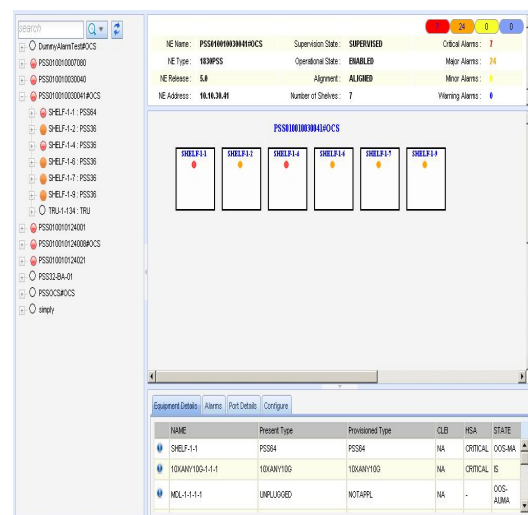 search
DummyAlarmTest#OCS
PSS010010007080
PSS010010030040
PSS010010030041#OCS
SHELF-1-1 : PSS64
SHELF-1-2 : PSS36
SHELF-1-4 : PSS36
SHELF-1-6 : PSS36
SHELF-1-7 : PSS36
SHELF-1-9 : PSS36
TRU-1-134 : TRU
PSS010010124001
PSS010010124008#OCS
PSS010010124021
PSS32-BA-01
PSSOCS#OCS
simply
7 24 0 0
NE Name : PSS010010030041#OCS Supervision State : SUPERVISED Critical Alarms : 7
NE Type : 1830PSS Operational State : ENABLED Major Alarms : 24
NE Release : 5.0 Alignment : ALIGNED Minor Alarms : 0
NE Address : 10.10.30.41 Number of Shelves : 7 Warning Alarms : 0
PSS010010030041#OCS
SHELF-1-1 SHELF-1-2 SHELF-1-4 SHELF-1-6 SHELF-1-7 SHELF-1-9
Equipment Details Alarms Port Details Configure
NAME Present Type Provisioned Type CLEI HSA STATE
SHELF-1-1 PSS64 PSS64 NA CRITICAL OOS-MA
10XANY10G-1-1-1 10XANY10G 10XANY10G NA CRITICAL IS
MDL-1-1-1-1 UNPLUGGED NOTAPPL NA - OOS-AUMA